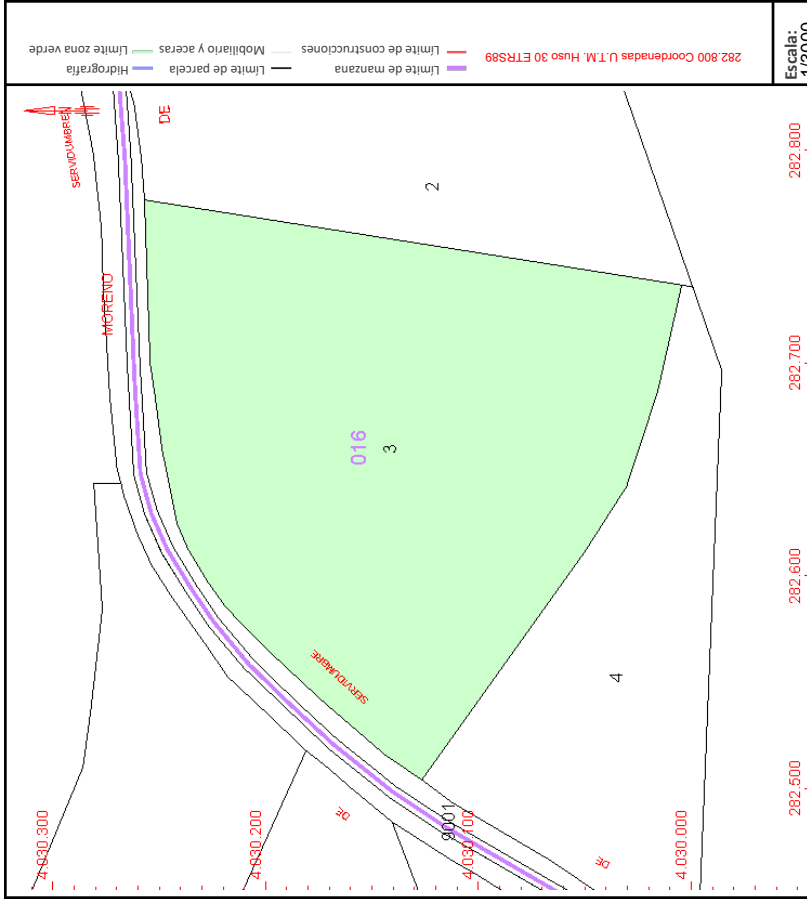 Límite de manzana
Límite de construcciones
282.800 Coordenadas U.T.M. Huso 30 ETRS89
Límite de parcela
Mobiliario y aceras
Hidrografía
Límite zona verde
Escala:
1/3000
N
SERVIDUMBRE
DE
MORENO
2
016
3
SERVIDUMBRE
4
DE
9001
DE
4.030.300
4.030.200
4.030.100
4.030.000
282.800
282.700
282.600
282.500